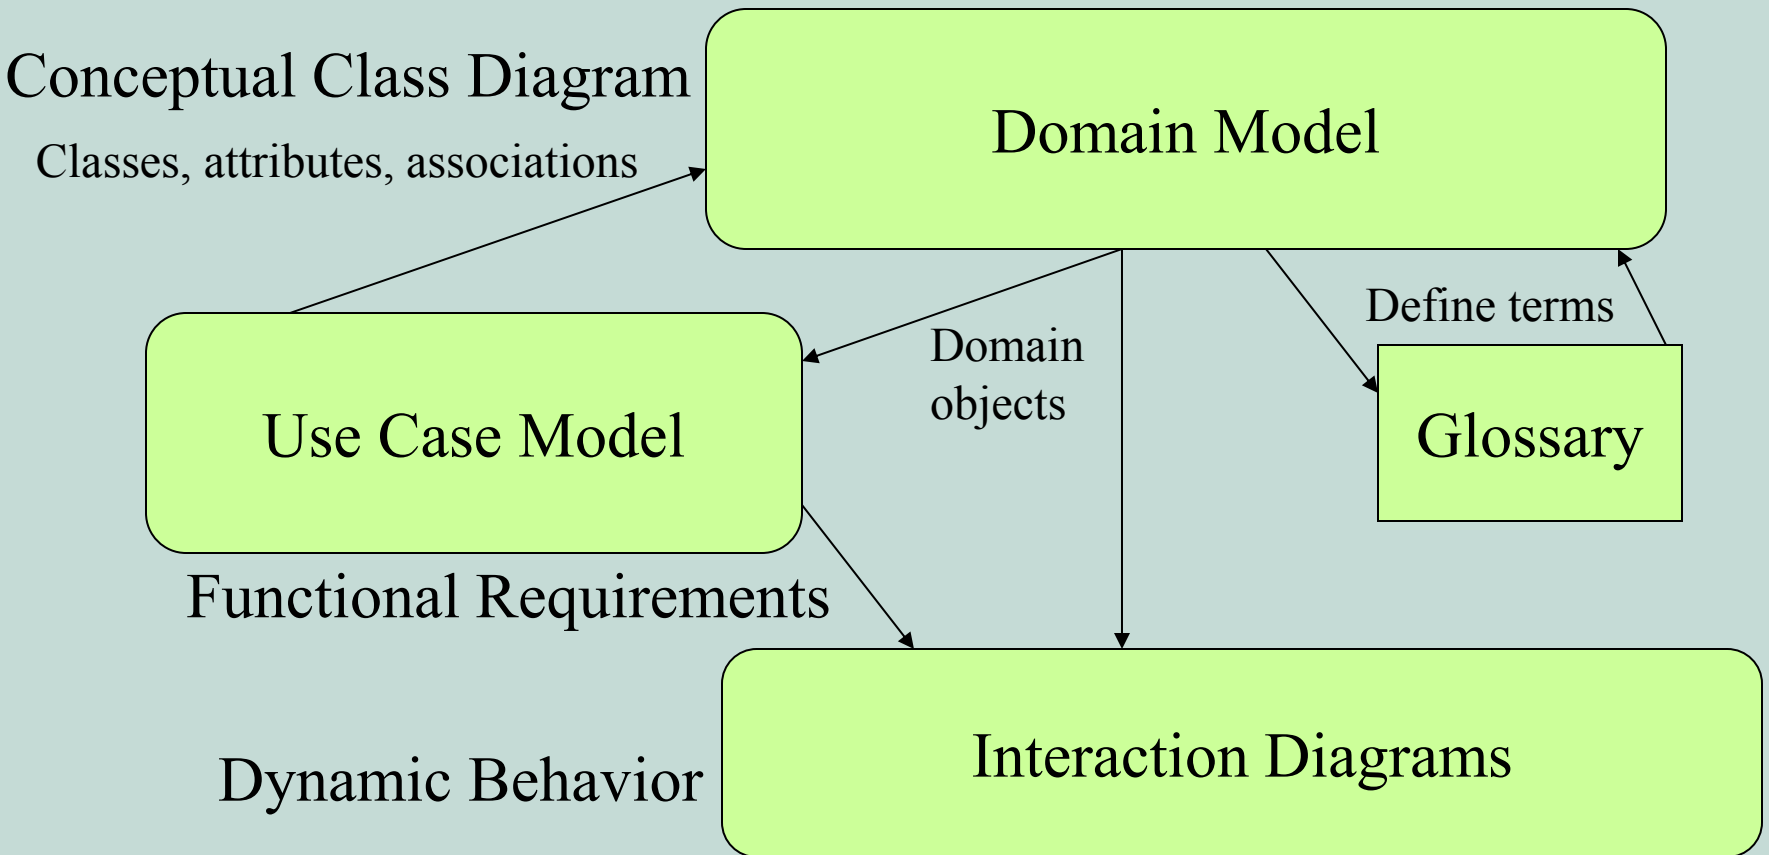 Conceptual Class Diagram
Classes, attributes, associations
Domain Model
Define terms
Domain
objects
Use Case Model
Glossary
Functional Requirements
Interaction Diagrams
Dynamic Behavior